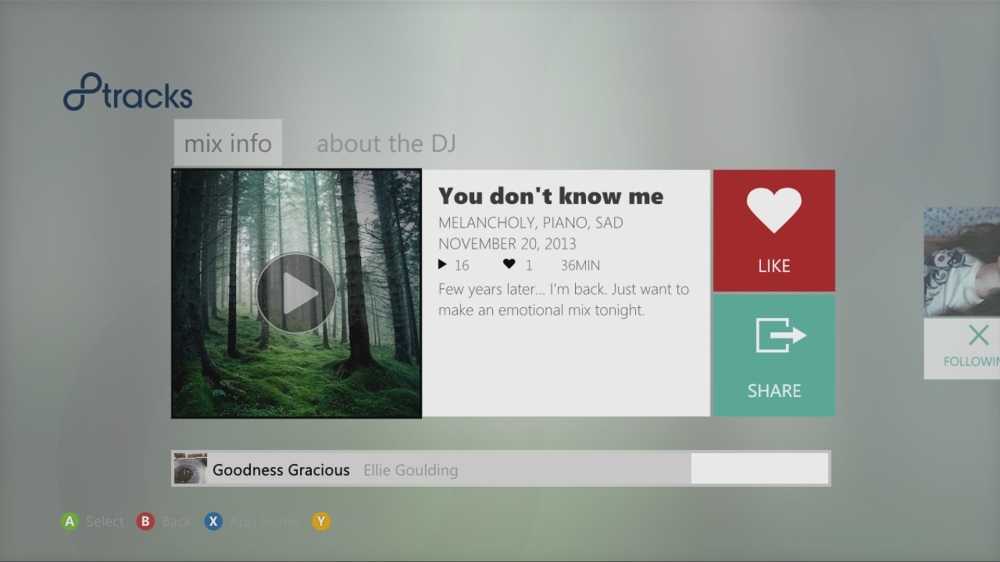 8tracks
mix info about the DJ
You don't know me
MELANCHOLY, PIANO, SAD
NOVEMBER 20, 2013
16 1 36MIN
Few years later... I'm back. Just want to
make an emotional mix tonight.
LIKE
SHARE
FOLLOWIN
Goodness Gracious Ellie Goulding
A Select B Back X App Home Y